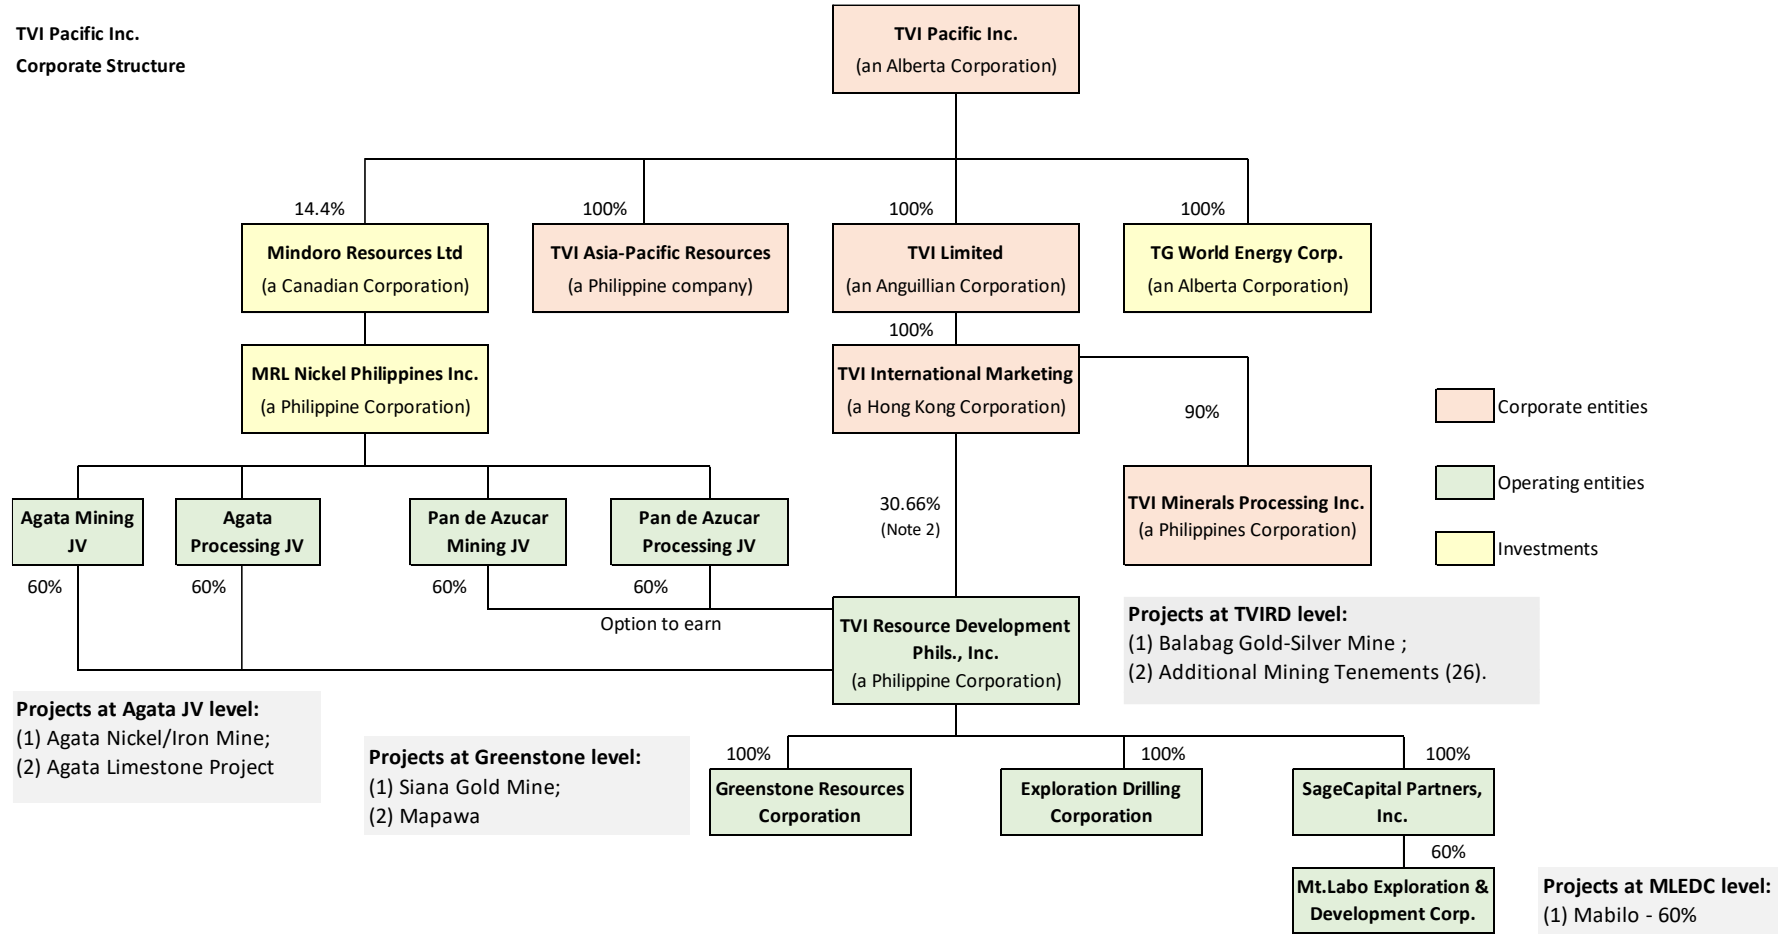 TVI Pacific Inc.
Corporate Structure
TVI Pacific Inc.
(an Alberta Corporation)
14.4%
100%
100%
100%
Mindoro Resources Ltd
(a Canadian Corporation)
TVI Asia-Pacific Resources
(a Philippine company)
TVI Limited
(an Anguillian Corporation)
TG World Energy Corp.
(an Alberta Corporation)
100%
MRL Nickel Philippines Inc.
(a Philippine Corporation)
TVI International Marketing
(a Hong Kong Corporation)
90%
Corporate entities
Operating entities
Investments
Agata Mining
JV
Agata
Processing JV
Pan de Azucar
Mining JV
Pan de Azucar
Processing JV
30.66%
(Note 2)
TVI Minerals Processing Inc.
(a Philippines Corporation)
60%
60%
60%
60%
Option to earn
TVI Resource Development
Phils., Inc.
(a Philippine Corporation)
Projects at TVIRD level:
(1) Balabag Gold-Silver Mine ;
(2) Additional Mining Tenements (26).
Projects at Agata JV level:
(1) Agata Nickel/Iron Mine;
(2) Agata Limestone Project
Projects at Greenstone level:
(1) Siana Gold Mine;
(2) Mapawa
100%
100%
100%
Greenstone Resources
Corporation
Exploration Drilling
Corporation
SageCapital Partners,
Inc.
60%
Mt.Labo Exploration &
Development Corp.
Projects at MLEDC level:
(1) Mabilo - 60%